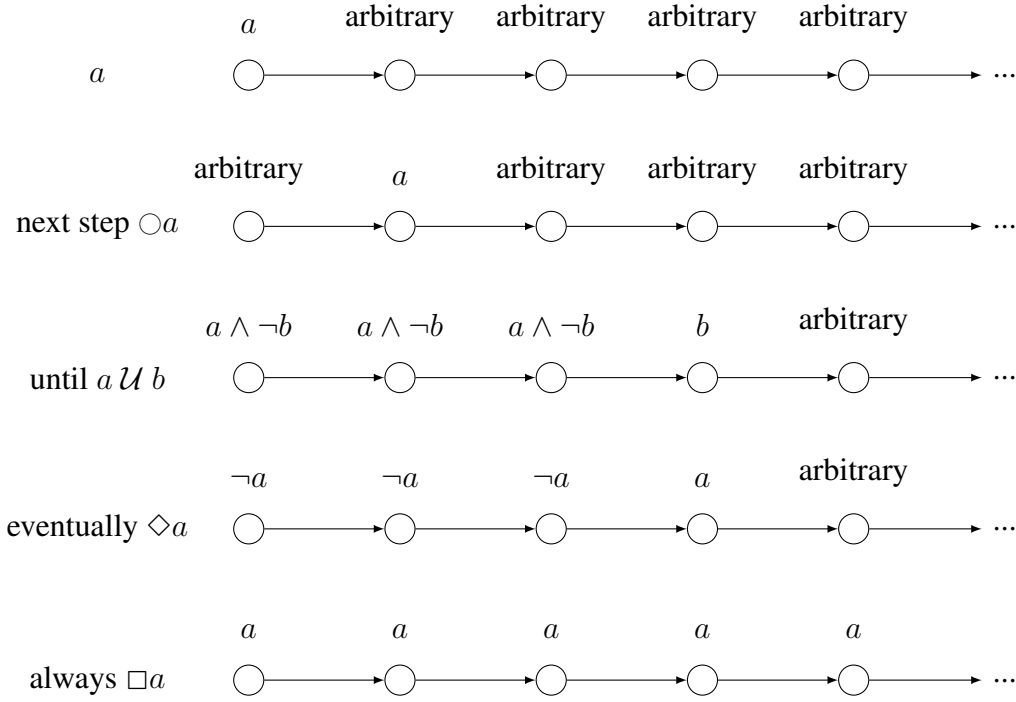 a arbitrary arbitrary arbitrary arbitrary
a ...
arbitrary a arbitrary arbitrary arbitrary
next step ○a ...
a ∧ ¬b a ∧ ¬b a ∧ ¬b b arbitrary
until a 𝒰 b ...
¬a ¬a ¬a a arbitrary
eventually ◇a ...
a a a a a
always □a ...